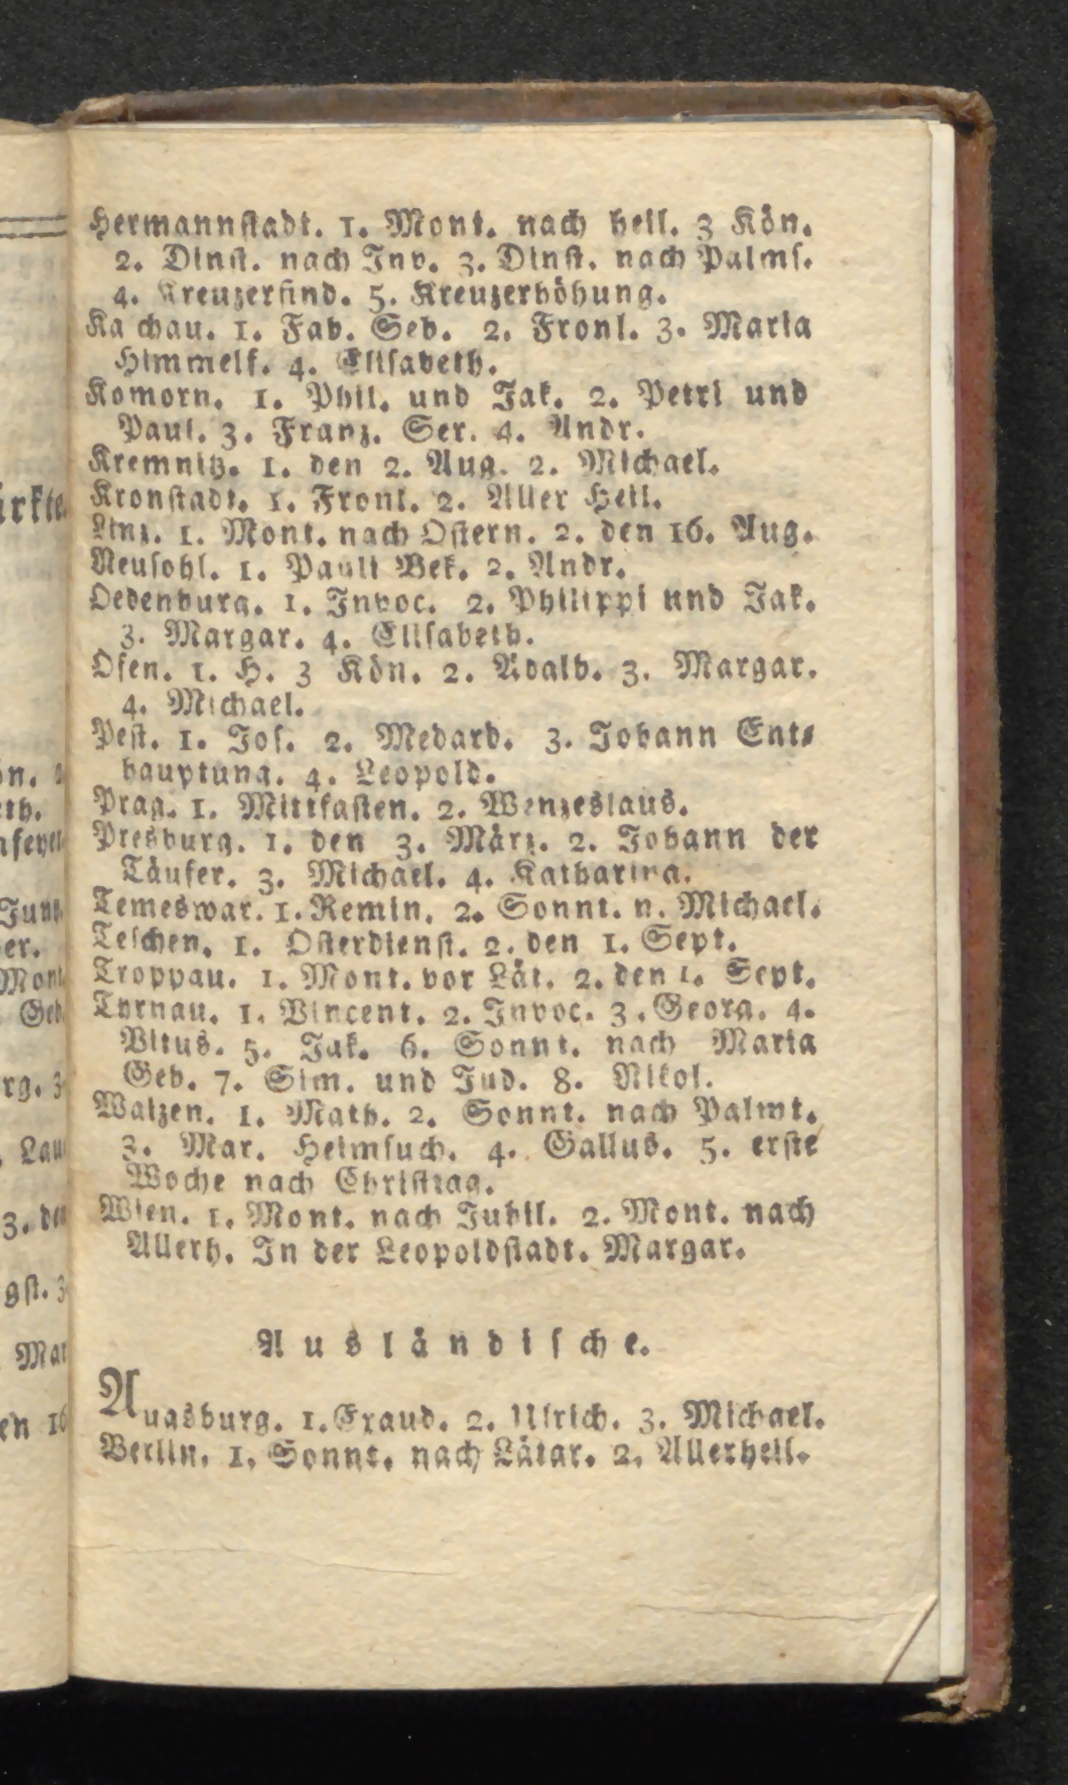 Hermannstadt. 1. Mont. nach heil. 3 Kön.
2. Dinst. nach Inv. 3. Dinst. nach Palms.
4. Kreuzerfind. 5. Kreuzerhöhung.
Ka chau. 1. Fab. Seb. 2. Fronl. 3. Maria
Himmelf. 4. Elisabeth.
Komorn. 1. Phil. und Jak. 2. Petri und
Paul. 3. Franz. Ser. 4. Andr.
Kremnitz. 1. den 2. Aug. 2. Michael.
Kronstadt. 1. Fronl. 2. Aller Heil.
Linz. 1. Mont. nach Ostern. 2. den 16. Aug.
Neusohl. 1. Pauli Bek. 2. Andr.
Oedenburg. 1. Invoc. 2. Philippi und Jak.
3. Margar. 4. Elisabeth.
Ofen. 1. H. 3 Kön. 2. Adalb. 3. Margar.
4. Michael.
Pest. 1. Jos. 2. Medard. 3. Johann Ent-
hauptung. 4. Leopold.
Prag. 1. Mittfasten. 2. Wenzeslaus.
Presburg. 1. den 3. März. 2. Johann der
Täufer. 3. Michael. 4. Katharina.
Temeswar. 1. Remin. 2. Sonnt. n. Michael.
Teschen. 1. Osterdienst. 2. den 1. Sept.
Troppau. 1. Mont. vor Lät. 2. den 1. Sept.
Tyrnau. 1. Vincent. 2. Invoc. 3. Georg. 4.
Vitus. 5. Jak. 6. Sonnt. nach Maria
Geb. 7. Sim. und Jud. 8. Nikol.
Waizen. 1. Math. 2. Sonnt. nach Palmt.
3. Mar. Heimsuch. 4. Gallus. 5. erste
Woche nach Christtag.
Wien. 1. Mont. nach Jubil. 2. Mont. nach
Allerh. In der Leopoldstadt. Margar.
Ausländische.
Augsburg. 1. Exaud. 2. Ulrich. 3. Michael.
Berlin. 1. Sonnt. nach Lätar. 2. Allerheil.